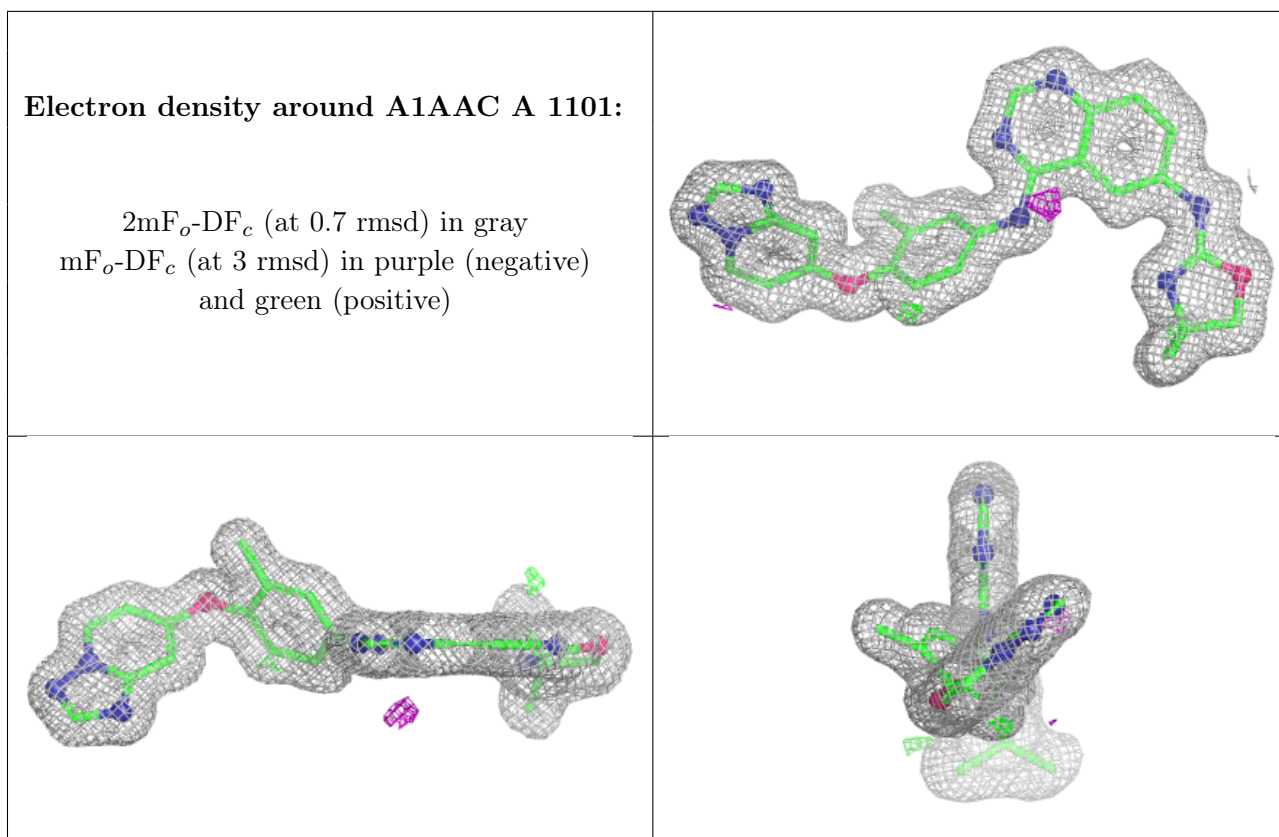 Electron density around A1AAC A 1101:
2mFo-DFc (at 0.7 rmsd) in gray
mFo-DFc (at 3 rmsd) in purple (negative)
and green (positive)